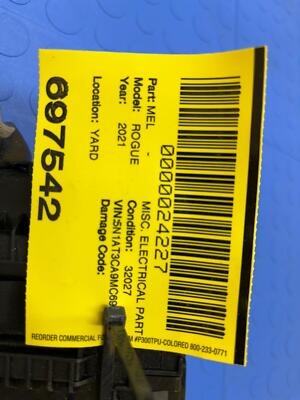 0000024227
Part: MEL - MISC. ELECTRICAL PART
Model: ROGUE Condition: 32027
Year: 2021 VIN:5N1AT3CA9MC69
Damage Code:
Location: YARD
697542
REORDER COMMERCIAL #P300TPU-COLORED 800-233-0771